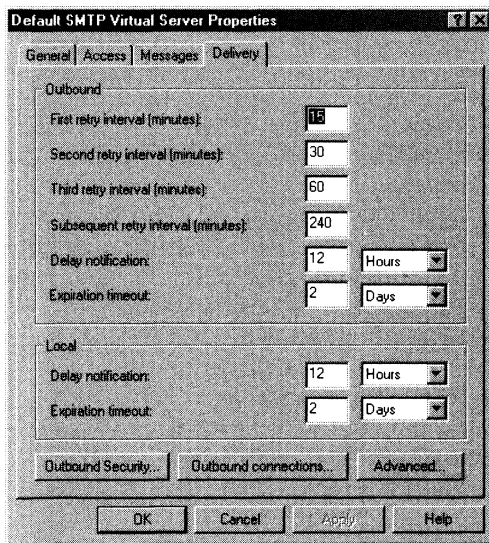 Default SMTP Virtual Server Properties ? X
General Access Messages Delivery
Outbound
First retry interval (minutes): 15
Second retry interval (minutes): 30
Third retry interval (minutes): 60
Subsequent retry interval (minutes): 240
Delay notification: 12 Hours
Expiration timeout: 2 Days
Local
Delay notification: 12 Hours
Expiration timeout: 2 Days
Outbound Security... Outbound connections... Advanced...
OK Cancel Apply Help